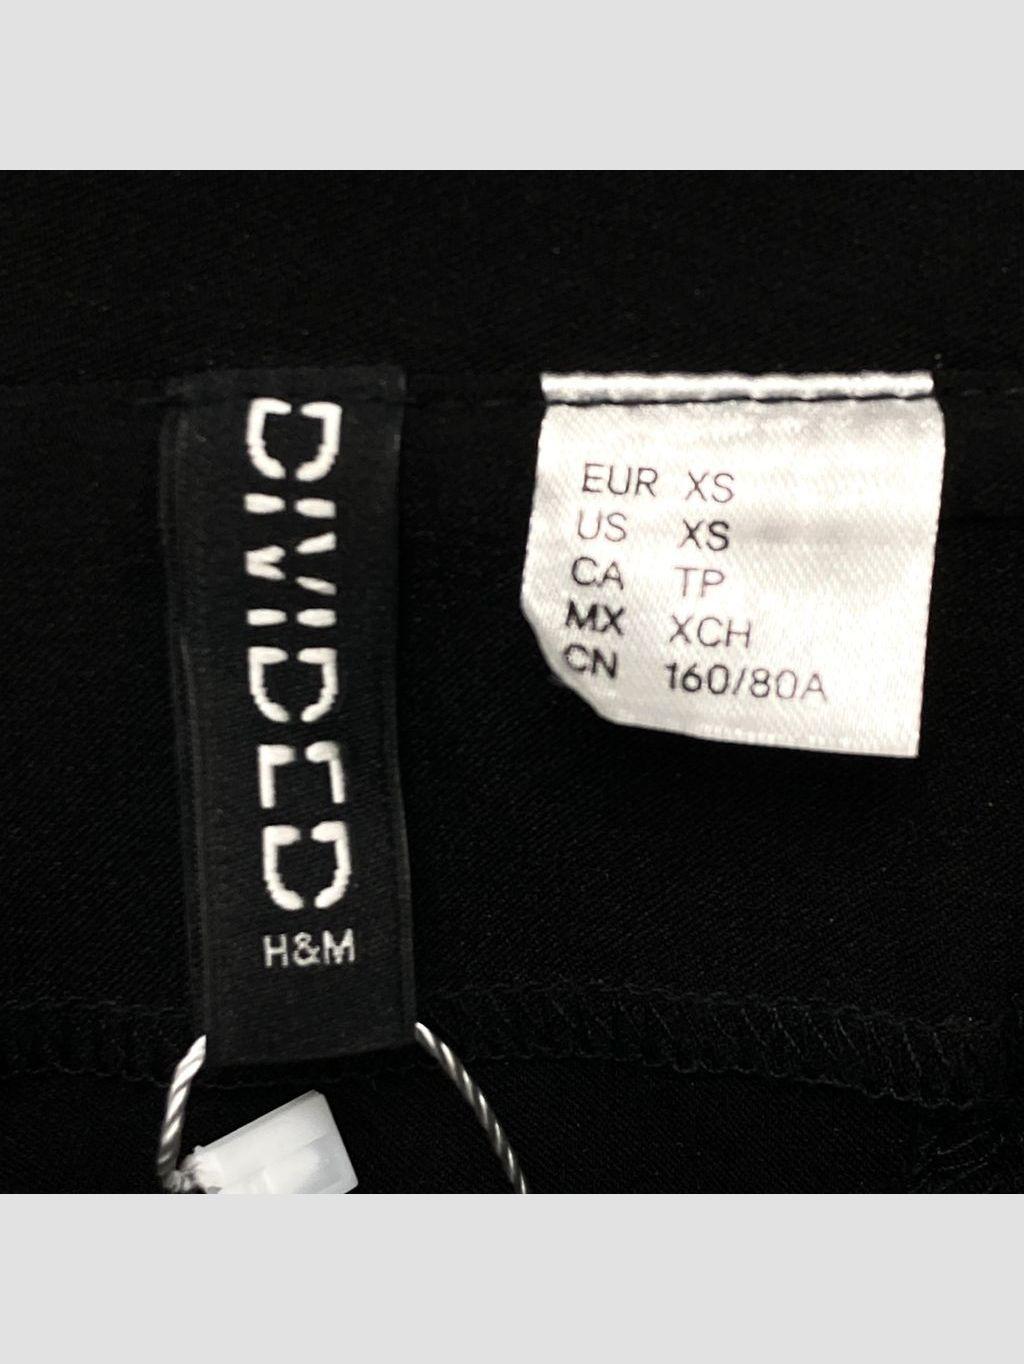 DIVIDED
H&M
EUR XS
US XS
CA TP
MX XCH
CN 160/80A